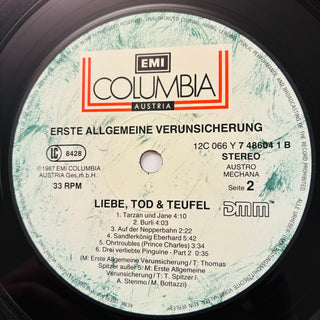 EMI
COLUMBIA
AUSTRIA
ERSTE ALLGEMEINE VERUNSICHERUNG
12C 066 Y 7 48604 1 B
STEREO
AUSTRO
MECHANA
Seite 2
LC 8428
℗ 1987 EMI COLUMBIA
AUSTRIA Ges.m.b.H.
33 RPM
LIEBE, TOD & TEUFEL
DMM
1. Tarzan und Jane 4:10
2. Burli 4:03
3. Auf der Nepperbahn 2:22
4. Sandlerkönig Eberhard 5:42
5. Ohrtroubles (Prince Charles) 3:34
6. Drei verliebte Pinguine - Part 2 0:31
(M: Erste Allgemeine Verunsicherung/T: Thomas
Spitzer außer 5: M: Erste Allgemeine
Verunsicherung/T: T. Spitzer/
A. Stenmo/M. Bottazzi)